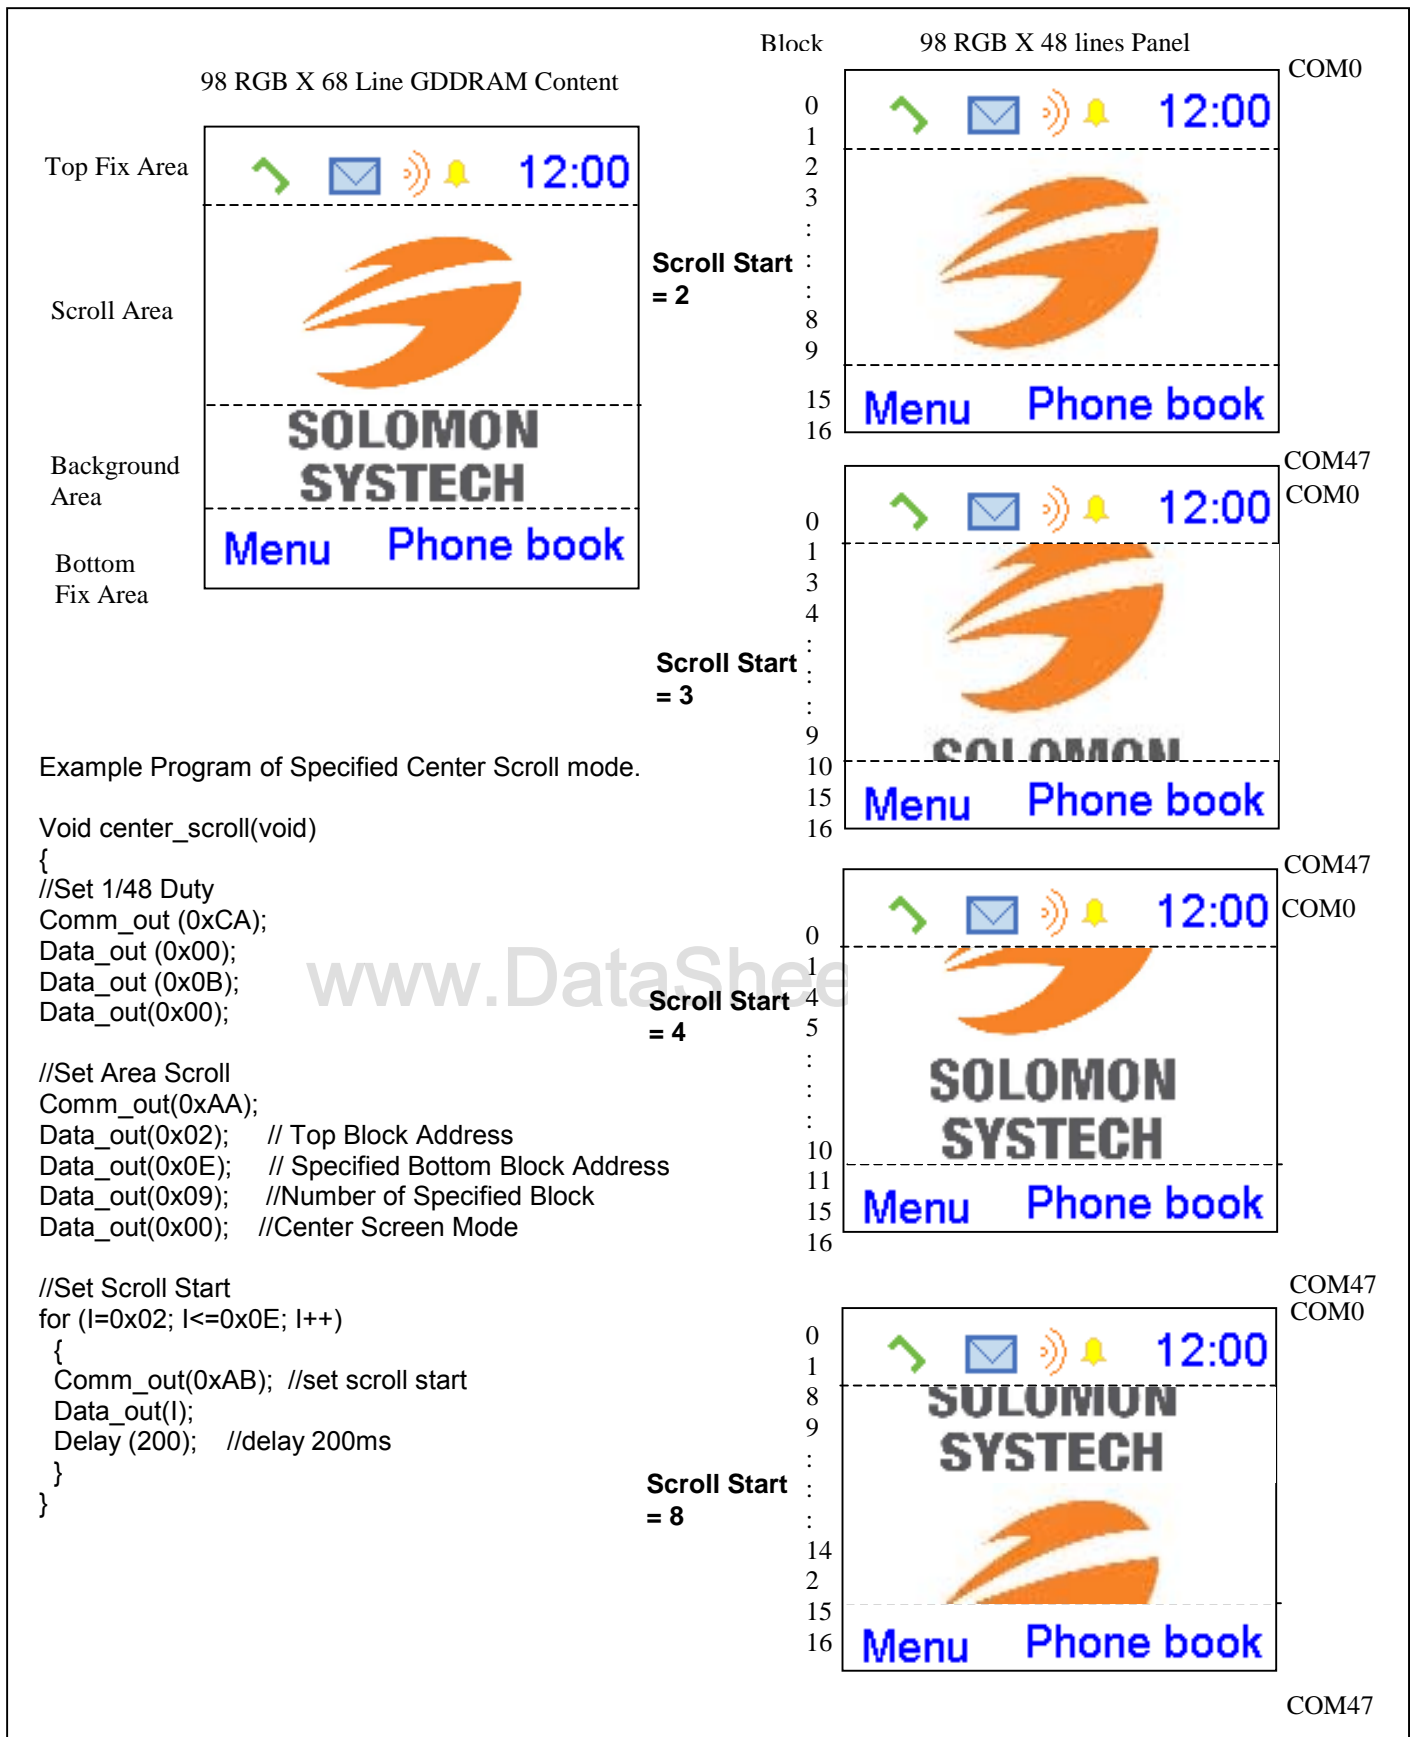 98 RGB X 68 Line GDDRAM Content
Top Fix Area
12:00
Scroll Area
SOLOMON
SYSTECH
Background
Area
Menu Phone book
Bottom
Fix Area
Block 98 RGB X 48 lines Panel
COM0
Scroll Start
= 2
0
1
2
3
:
:
:
8
9
15
16
12:00
Menu Phone book
COM47
COM0
Scroll Start
= 3
0
1
3
4
:
:
:
9
10
15
16
12:00
SOLOMON
Menu Phone book
COM47
COM0
Scroll Start
= 4
0
1
4
5
:
:
:
10
11
15
16
12:00
SOLOMON
SYSTECH
Menu Phone book
COM47
COM0
Scroll Start
= 8
0
1
8
9
:
:
:
14
2
15
16
12:00
SOLOMON
SYSTECH
Menu Phone book
COM47
Example Program of Specified Center Scroll mode.
Void center_scroll(void)
{
//Set 1/48 Duty
Comm_out (0xCA);
Data_out (0x00);
Data_out (0x0B);
Data_out(0x00);
www.DataShee
//Set Area Scroll
Comm_out(0xAA);
Data_out(0x02); // Top Block Address
Data_out(0x0E); // Specified Bottom Block Address
Data_out(0x09); //Number of Specified Block
Data_out(0x00); //Center Screen Mode
//Set Scroll Start
for (I=0x02; I<=0x0E; I++)
{
Comm_out(0xAB); //set scroll start
Data_out(I);
Delay (200); //delay 200ms
}
}